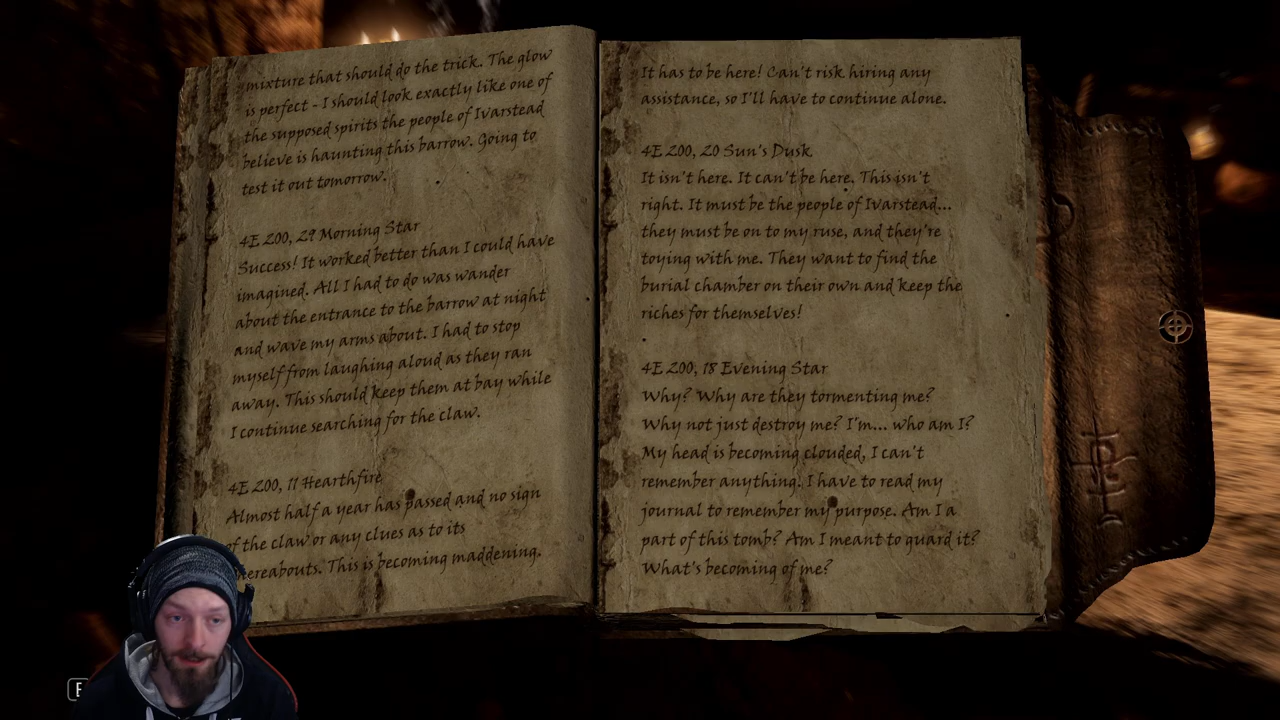 mixture that should do the trick. The glow
is perfect - I should look exactly like one of
the supposed spirits the people of Ivarstead
believe is haunting this barrow. Going to
test it out tomorrow.
4E 200, 29 Morning Star
Success! It worked better than I could have
imagined. All I had to do was wander
about the entrance to the barrow at night
and wave my arms about. I had to stop
myself from laughing aloud as they ran
away. This should keep them at bay while
I continue searching for the claw.
4E 200, 11 Hearthfire
Almost half a year has passed and no sign
of the claw or any clues as to its
hereabouts. This is becoming maddening.
It has to be here! Can't risk hiring any
assistance, so I'll have to continue alone.
4E 200, 20 Sun's Dusk
It isn't here. It can't be here. This isn't
right. It must be the people of Ivarstead...
they must be on to my ruse, and they're
toying with me. They want to find the
burial chamber on their own and keep the
riches for themselves!
4E 200, 18 Evening Star
Why? Why are they tormenting me?
Why not just destroy me? I'm... who am I?
My head is becoming clouded, I can't
remember anything. I have to read my
journal to remember my purpose. Am I a
part of this tomb? Am I meant to guard it?
What's becoming of me?